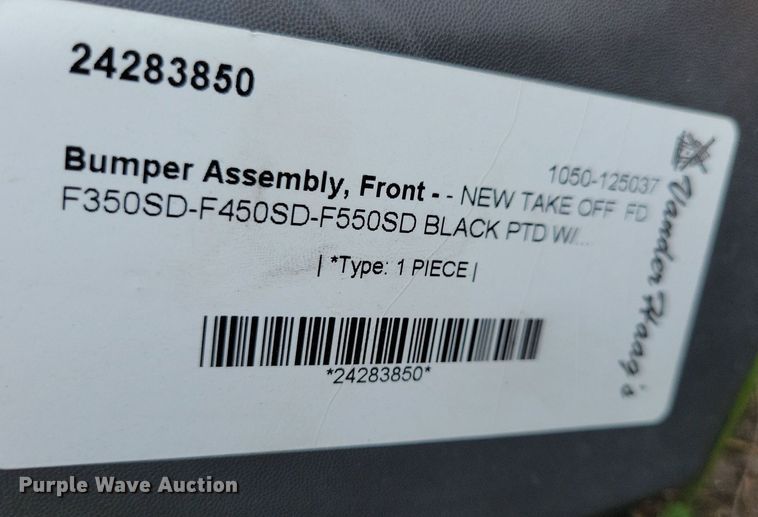 24283850
1050-125037
Bumper Assembly, Front - - NEW TAKE OFF FD
F350SD-F450SD-F550SD BLACK PTD W/...
| *Type: 1 PIECE |
*24283850*
Vander Haag's
Purple Wave Auction